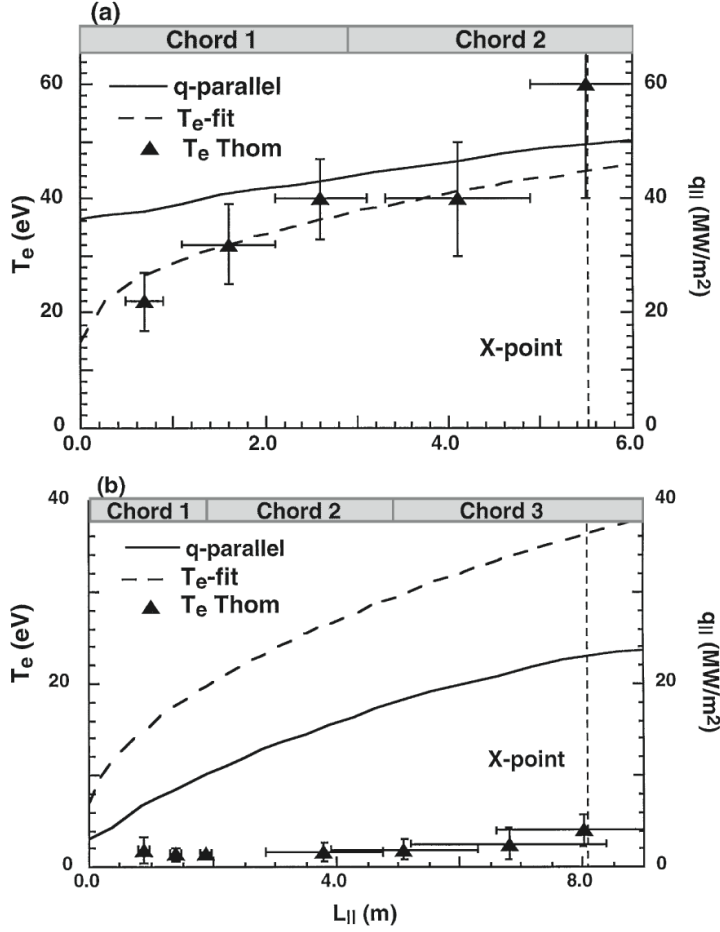 (a)
Chord 1 Chord 2
60 60
q-parallel
Te-fit
Te Thom
40 40
Te (eV)
q|| (MW/m2)
20 20
X-point
0 0
0.0 2.0 4.0 6.0
(b)
40 40
Chord 1 Chord 2 Chord 3
q-parallel
Te-fit
Te Thom
Te (eV)
q|| (MW/m2)
20 20
X-point
0 0
0.0 4.0 8.0
L|| (m)